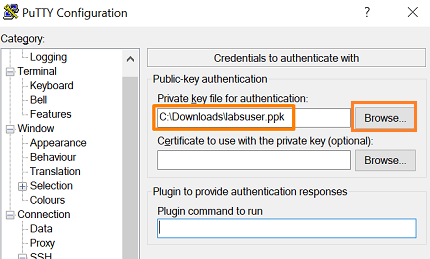 PuTTY Configuration ?
Category:
Logging
Terminal
Keyboard
Bell
Features
Window
Appearance
Behaviour
Translation
Selection
Colours
Connection
Data
Proxy
SSH
Credentials to authenticate with
Public-key authentication
Private key file for authentication:
C:\Downloads\labsuser.ppk Browse...
Certificate to use with the private key (optional):
Browse...
Plugin to provide authentication responses
Plugin command to run